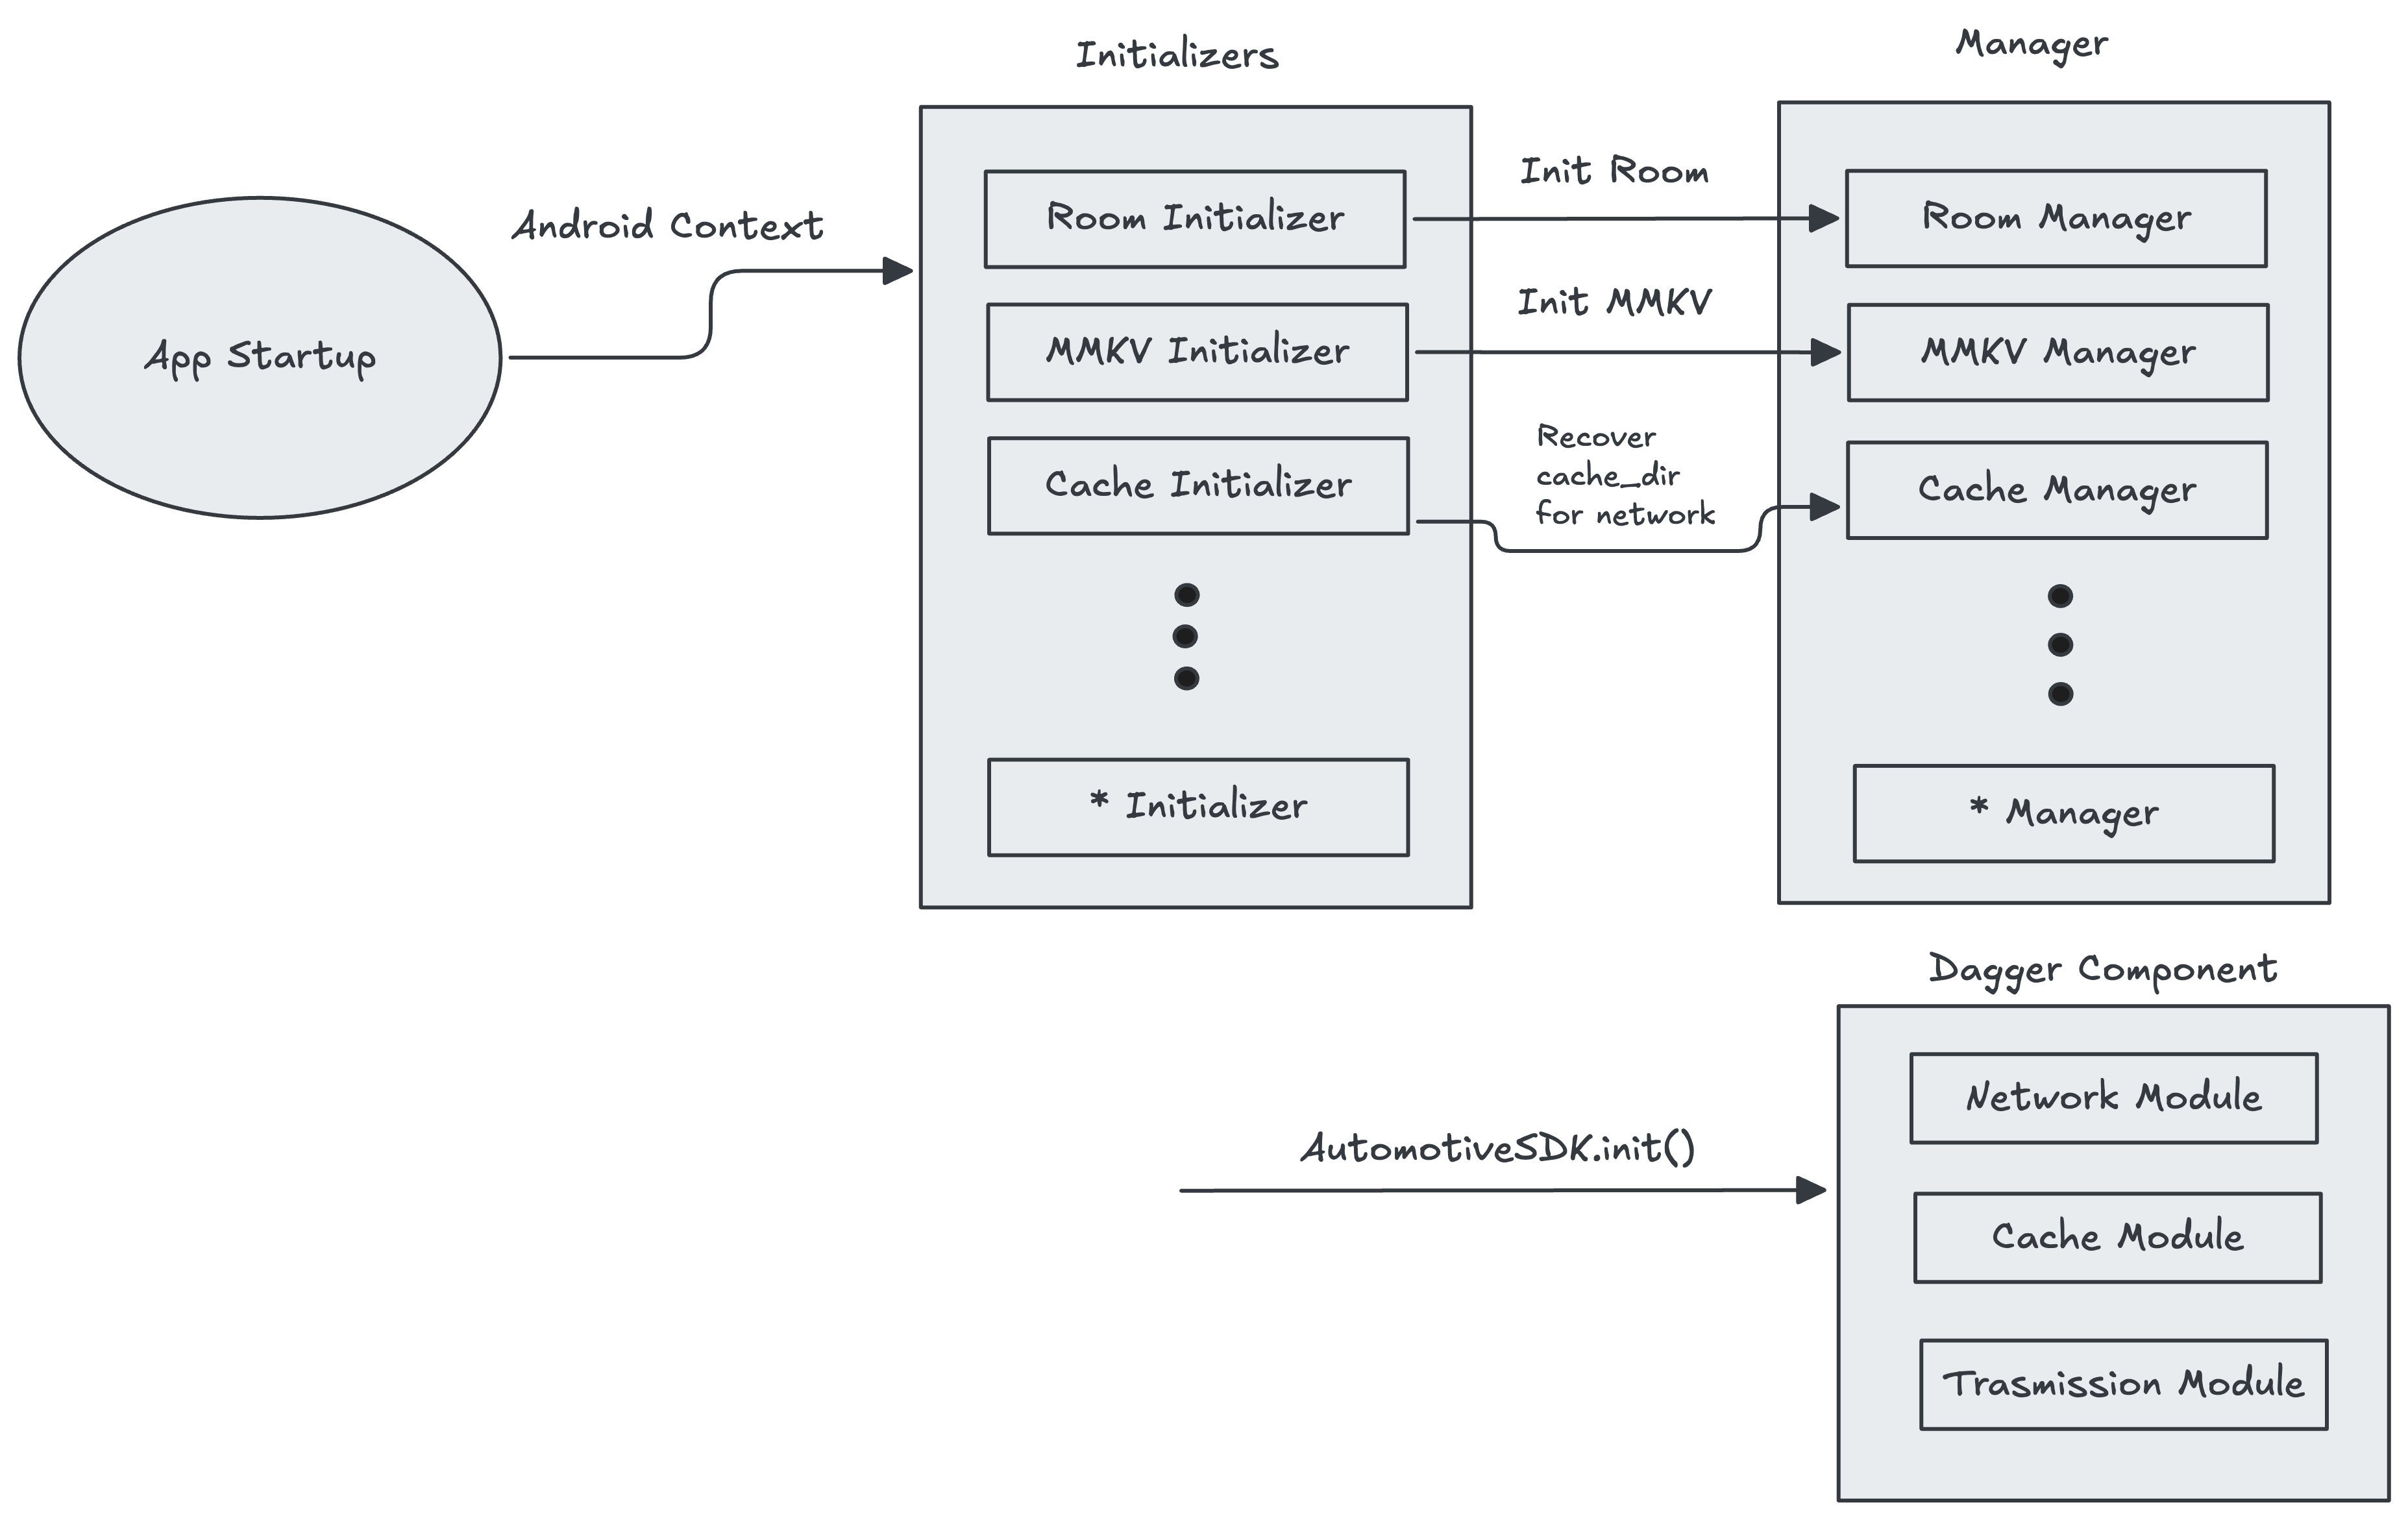 Initializers
Manager
App Startup
Android Context
Room Initializer
MMKV Initializer
Cache Initializer
* Initializer
Init Room
Init MMKV
Recover
cache_dir
for network
Room Manager
MMKV Manager
Cache Manager
* Manager
Dagger Component
AutomotiveSDK.init()
Network Module
Cache Module
Trasmission Module